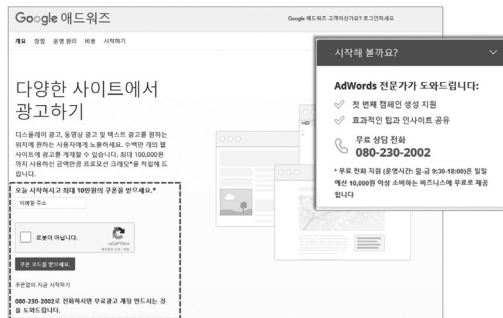 Google 애드워즈
Google 애드워즈 고객이신가요? 로그인하세요
개요 장점 운영 원리 비용 시작하기
다양한 사이트에서
광고하기
디스플레이 광고, 동영상 광고 및 텍스트 광고를 원하는
위치에 원하는 사용자에게 노출하세요. 수백만 개의 웹
사이트에 광고를 게재할 수 있습니다. 최대 100,000원
까지 사용하신 금액만큼 프로모션 크레딧*을 적립해 드
립니다.
오늘 시작하시고 최대 10만원의 쿠폰을 받으세요.*
이메일 주소
로봇이 아닙니다.
reCAPTCHA
쿠폰 코드를 받으세요.
쿠폰없이 지금 시작하기
080-230-2002로 전화하시면 무료광고 계정 만드시는 것
을 도와드립니다.
시작해 볼까요?
AdWords 전문가가 도와드립니다:
첫 번째 캠페인 생성 지원
효과적인 팁과 인사이트 공유
무료 상담 전화
080-230-2002
* 무료 전화 지원 (운영시간: 월-금 9:30-18:00)은 일일
예산 10,000원 이상 소비하는 비즈니스에 무료로 제공
됩니다